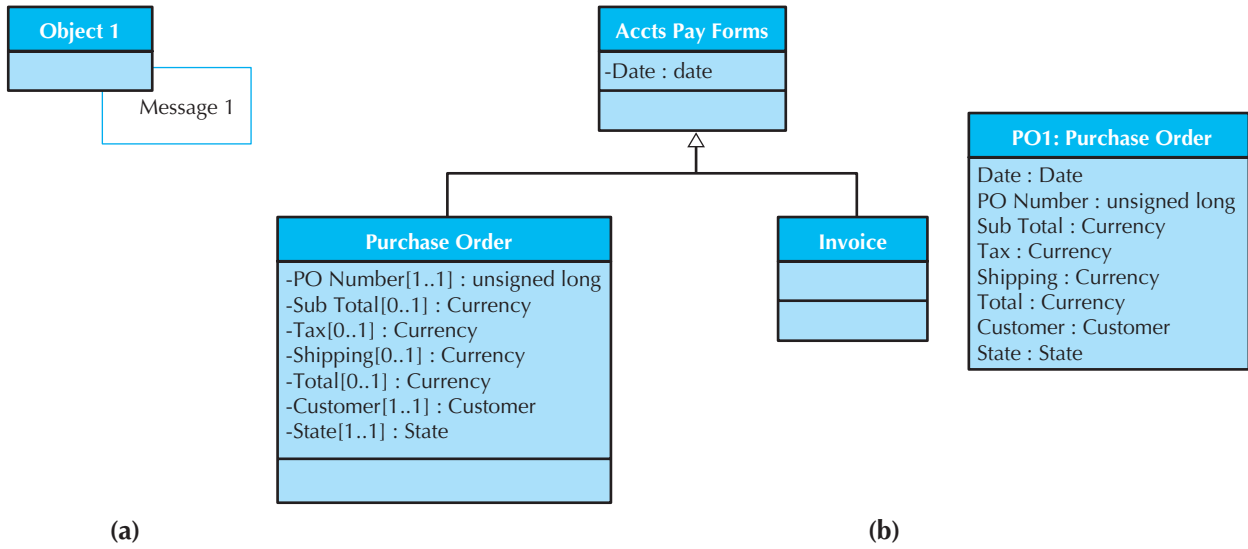 Object 1
Message 1
Accts Pay Forms
-Date : date
Purchase Order
-PO Number[1..1] : unsigned long
-Sub Total[0..1] : Currency
-Tax[0..1] : Currency
-Shipping[0..1] : Currency
-Total[0..1] : Currency
-Customer[1..1] : Customer
-State[1..1] : State
Invoice
PO1: Purchase Order
Date : Date
PO Number : unsigned long
Sub Total : Currency
Tax : Currency
Shipping : Currency
Total : Currency
Customer : Customer
State : State
(a)
(b)